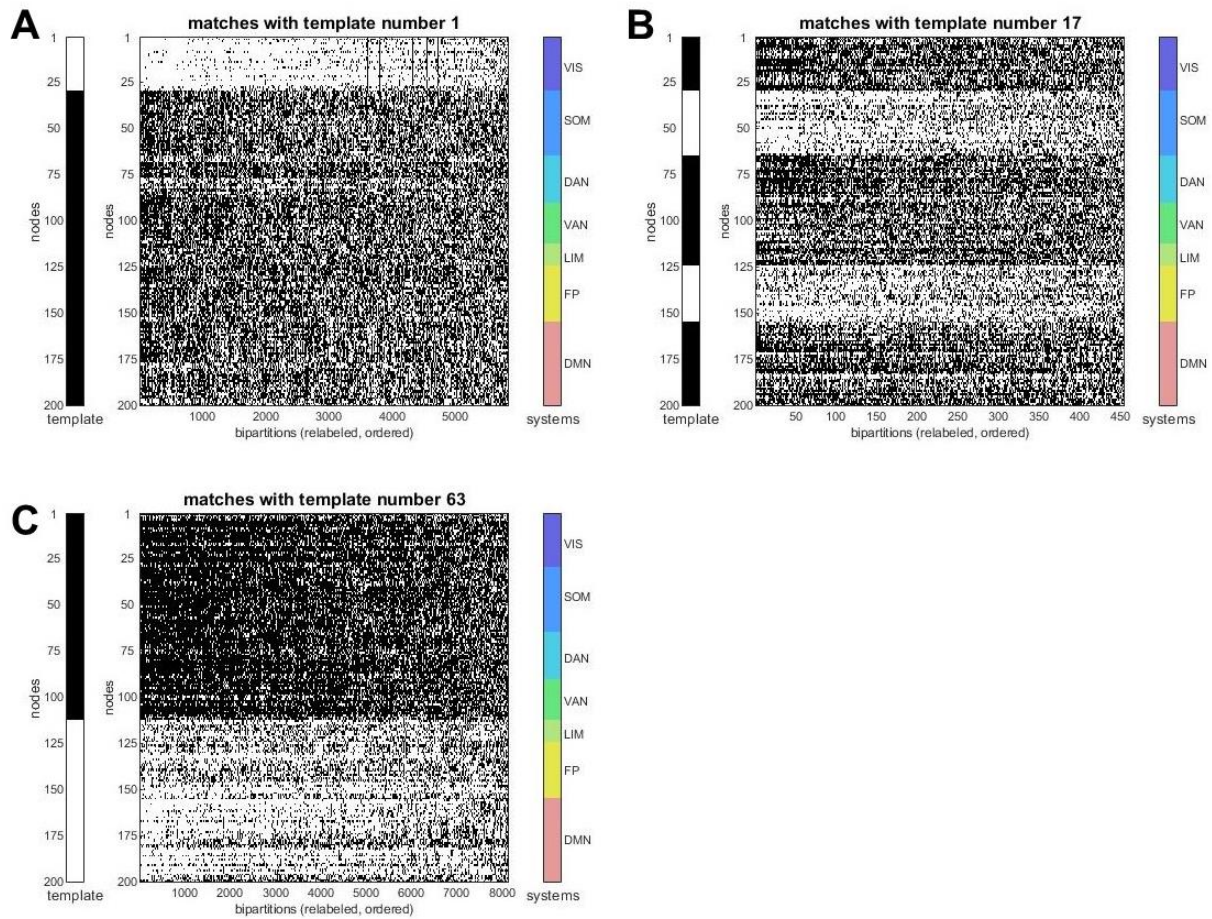 A
matches with template number 1
1
25
50
75
100
125
150
175
200
nodes
template
1
25
50
75
100
125
150
175
200
nodes
1000
2000
3000
4000
5000
bipartitions (relabeled, ordered)
VIS
SOM
DAN
VAN
LIM
FP
DMN
systems
B
matches with template number 17
1
25
50
75
100
125
150
175
200
nodes
template
1
25
50
75
100
125
150
175
200
nodes
50
100
150
200
250
300
350
400
450
bipartitions (relabeled, ordered)
VIS
SOM
DAN
VAN
LIM
FP
DMN
systems
C
matches with template number 63
1
25
50
75
100
125
150
175
200
nodes
template
1
25
50
75
100
125
150
175
200
nodes
1000
2000
3000
4000
5000
6000
7000
8000
bipartitions (relabeled, ordered)
VIS
SOM
DAN
VAN
LIM
FP
DMN
systems